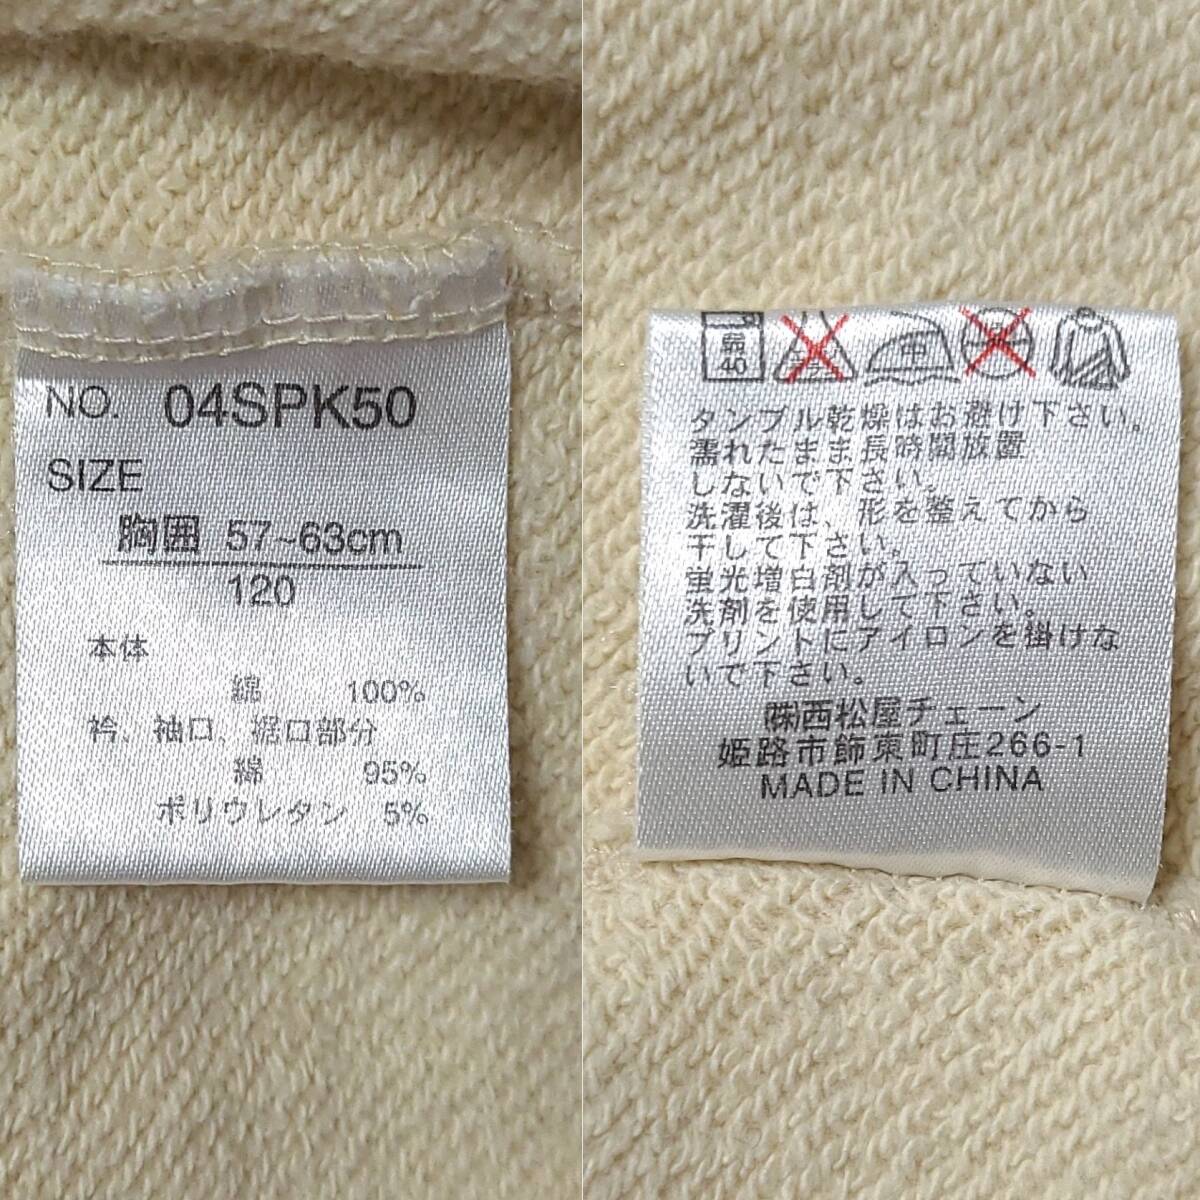 NO. 04SPK50
SIZE
胸囲 57~63cm
120
本体
綿 100%
衿、袖口、裾口部分
綿 95%
ポリウレタン 5%
弱
40
中
タンブル乾燥はお避け下さい。
濡れたまま長時間放置
しないで下さい。
洗濯後は、形を整えてから
干して下さい。
蛍光増白剤が入っていない
洗剤を使用して下さい。
プリントにアイロンを掛けな
いで下さい。
㈱西松屋チェーン
姫路市飾東町庄266-1
MADE IN CHINA